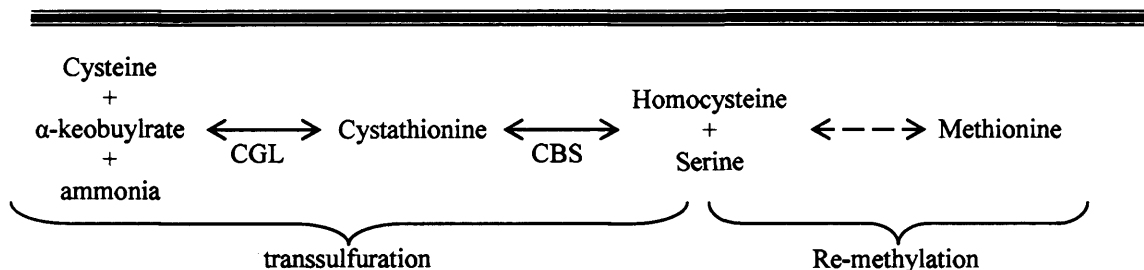 Cysteine
+
α-keobuylrate
+
ammonia
CGL
Cystathionine
CBS
Homocysteine
+
Serine
Methionine
transsulfuration
Re-methylation